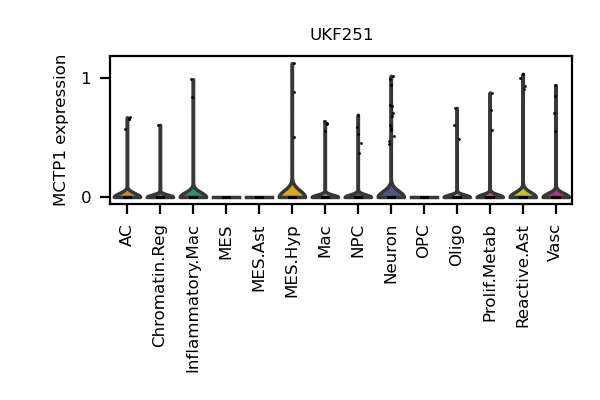 UKF251
MCTP1 expression
1
0
AC
Chromatin.Reg
Inflammatory.Mac
MES
MES.Ast
MES.Hyp
Mac
NPC
Neuron
OPC
Oligo
Prolif.Metab
Reactive.Ast
Vasc